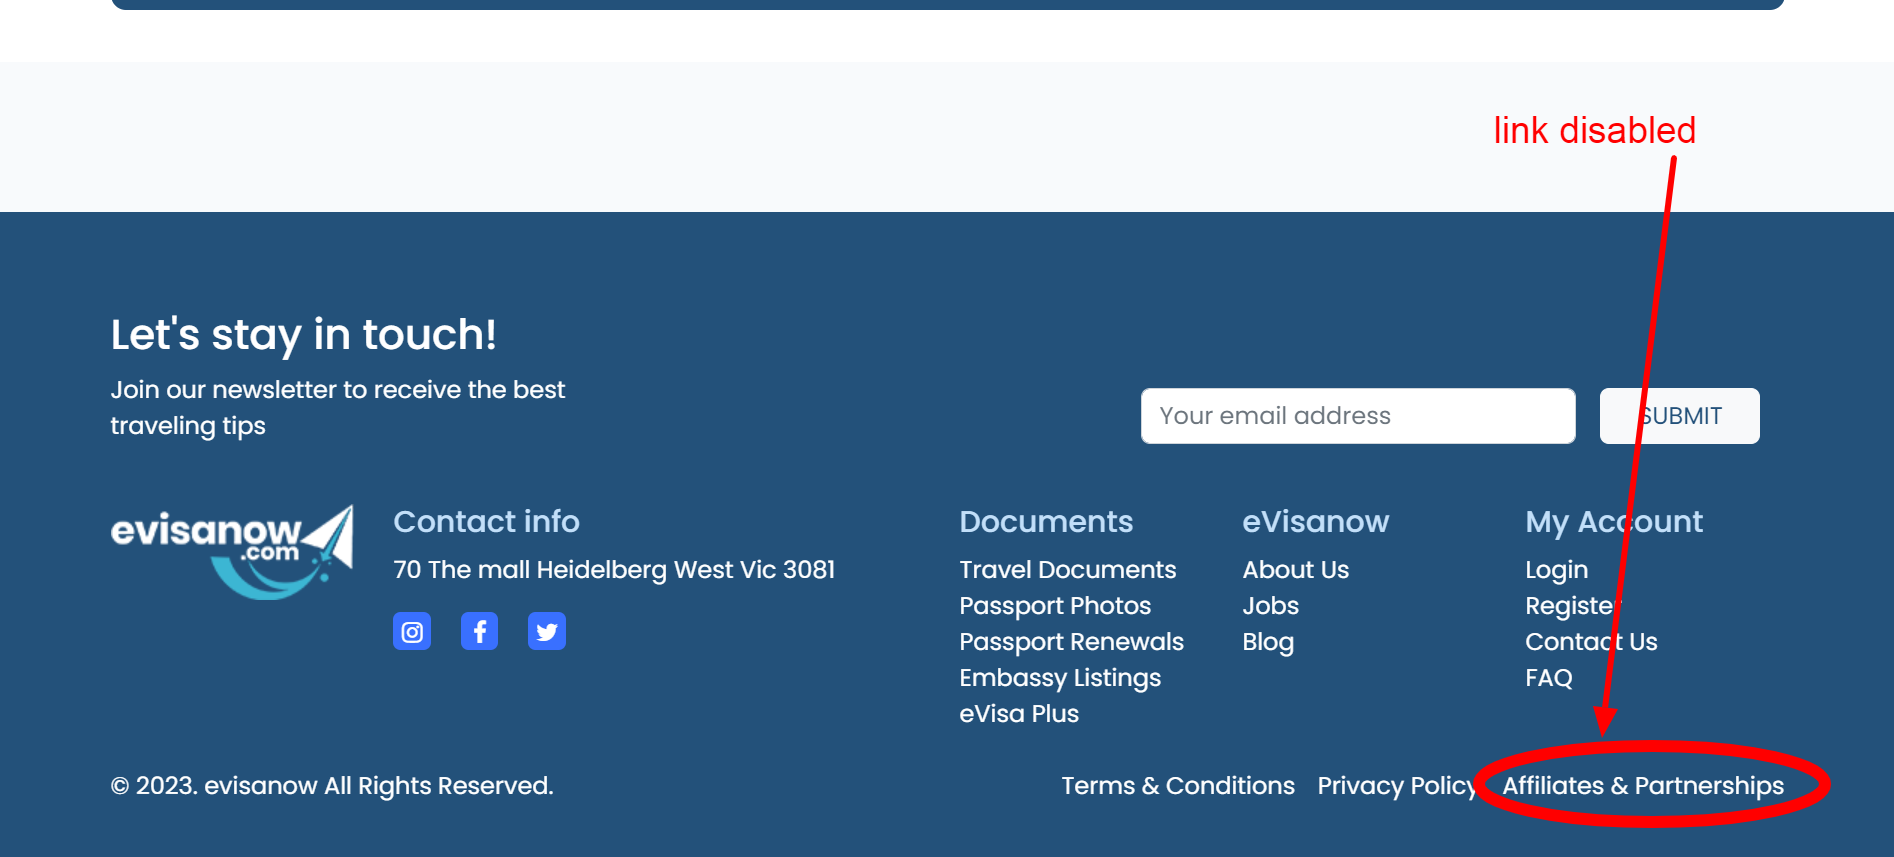 link disabled
Let's stay in touch!
Join our newsletter to receive the best
traveling tips
Your email address
SUBMIT
evisanow
.com
Contact info
70 The mall Heidelberg West Vic 3081
Documents
Travel Documents
Passport Photos
Passport Renewals
Embassy Listings
eVisa Plus
eVisanow
About Us
Jobs
Blog
My Account
Login
Register
Contact Us
FAQ
© 2023. evisanow All Rights Reserved.
Terms & Conditions
Privacy Policy
Affiliates & Partnerships